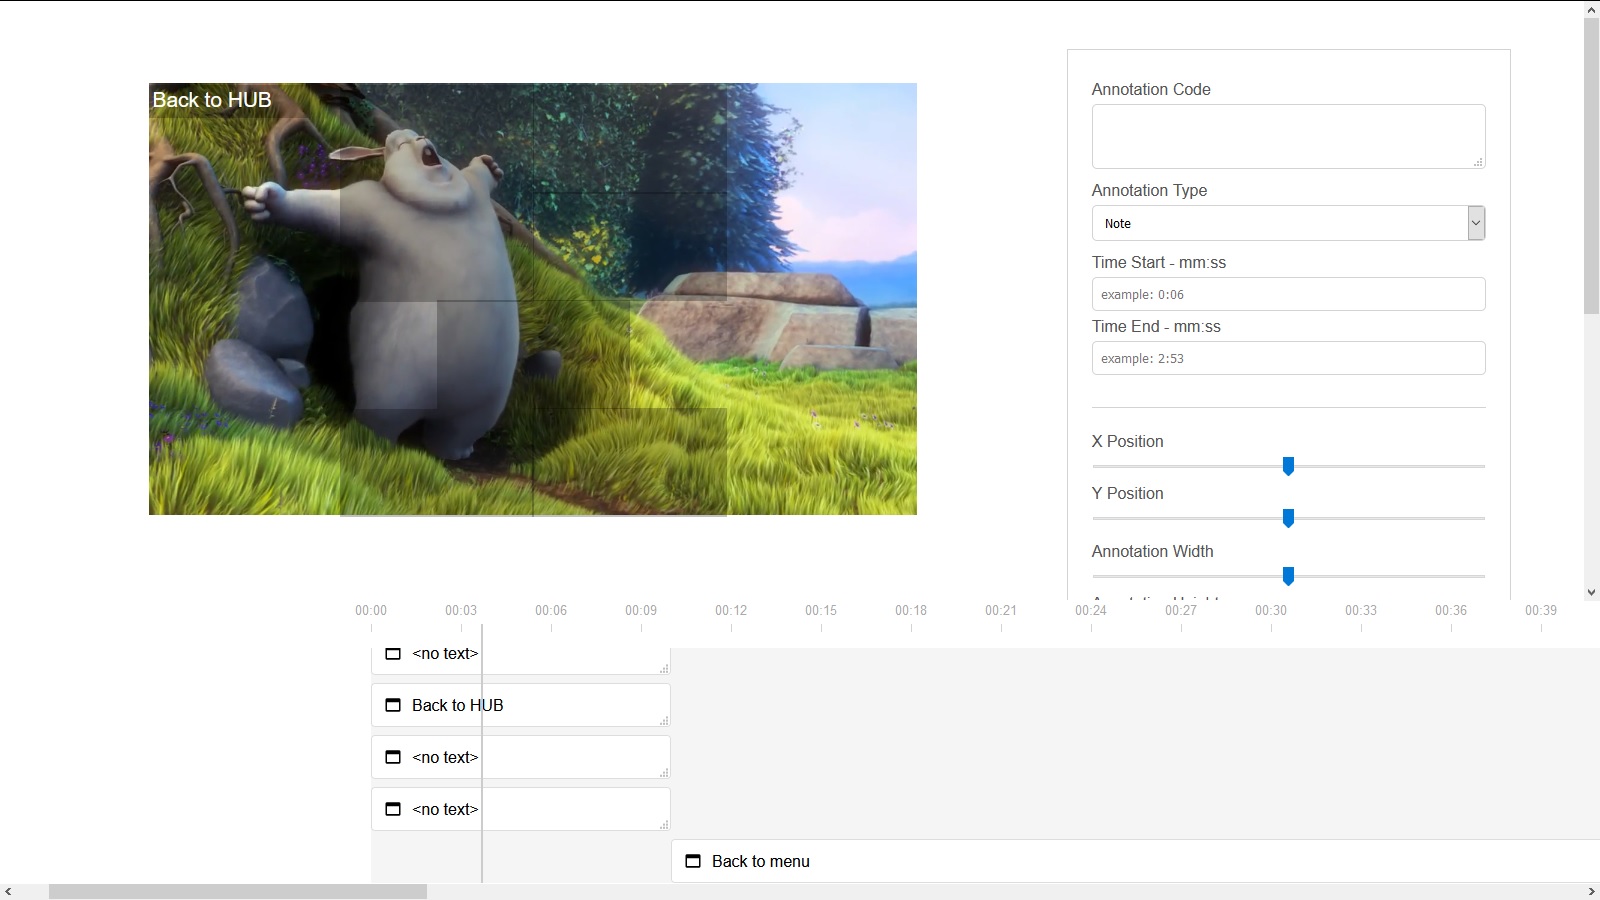 Back to HUB
Annotation Code
Annotation Type
Note
Time Start - mm:ss
example: 0:06
Time End - mm:ss
example: 2:53
X Position
Y Position
Annotation Width
00:00 00:03 00:06 00:09 00:12 00:15 00:18 00:21 00:24 00:27 00:30 00:33 00:36 00:39
<no text>
Back to HUB
<no text>
<no text>
Back to menu